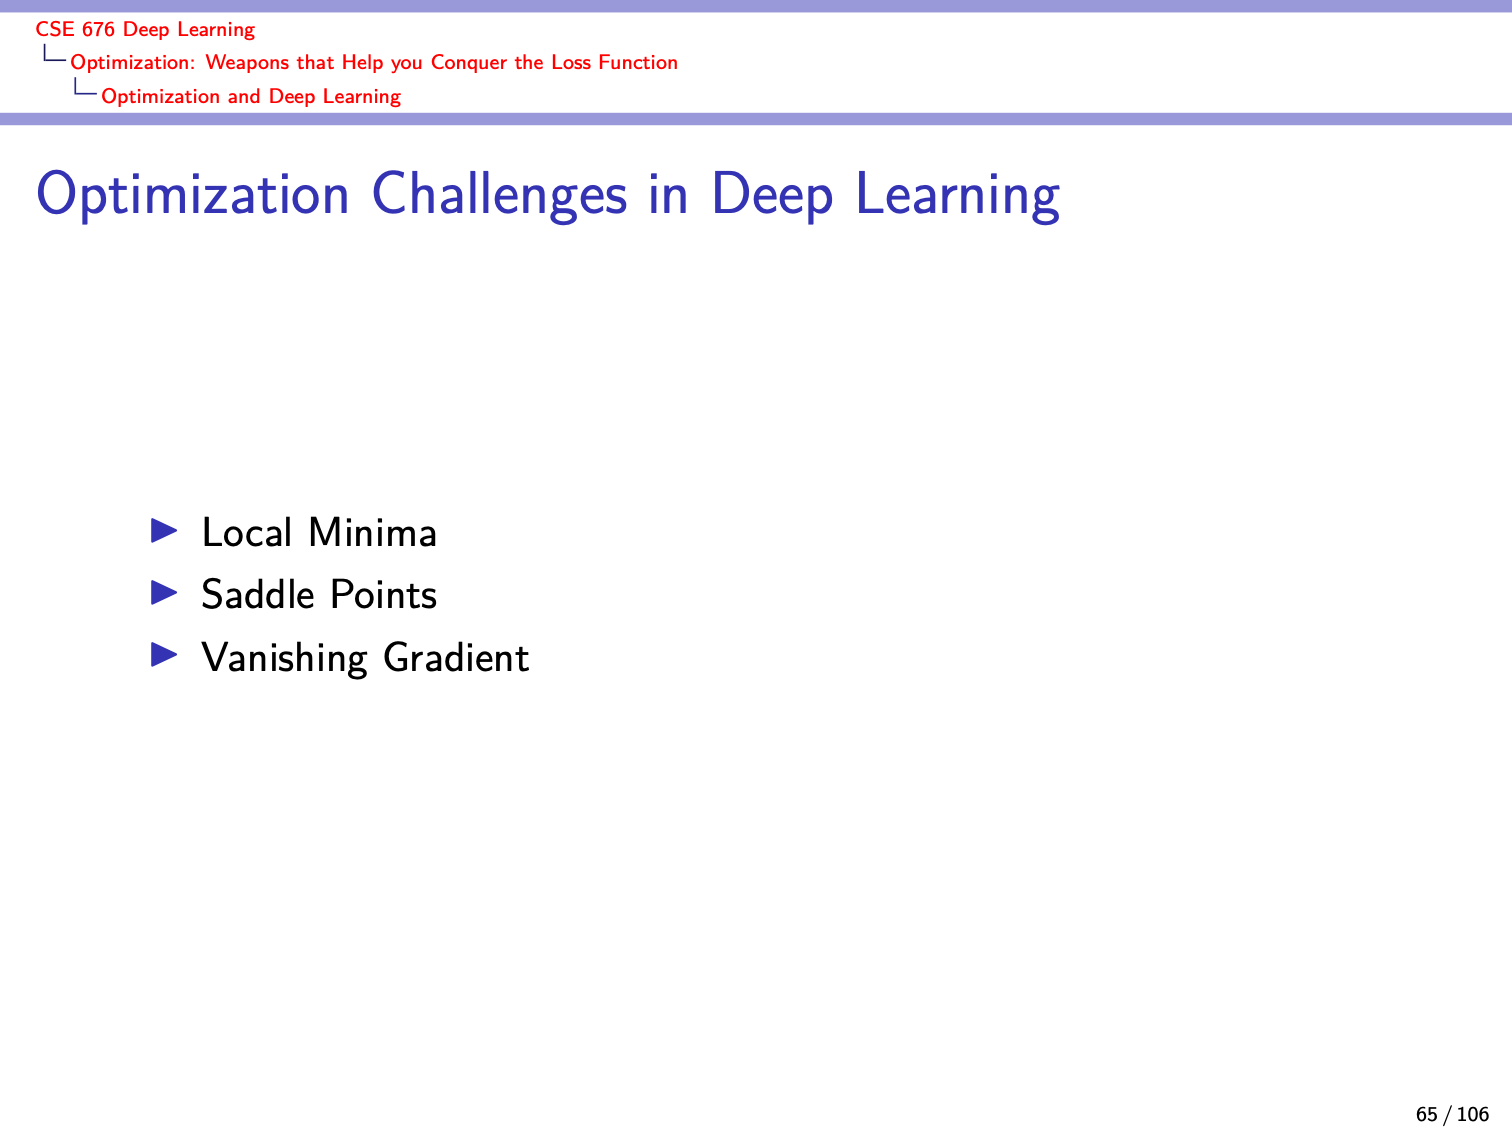 CSE 676 Deep Learning
Optimization: Weapons that Help you Conquer the Loss Function
Optimization and Deep Learning
Optimization Challenges in Deep Learning
Local Minima
Saddle Points
Vanishing Gradient
65 / 106